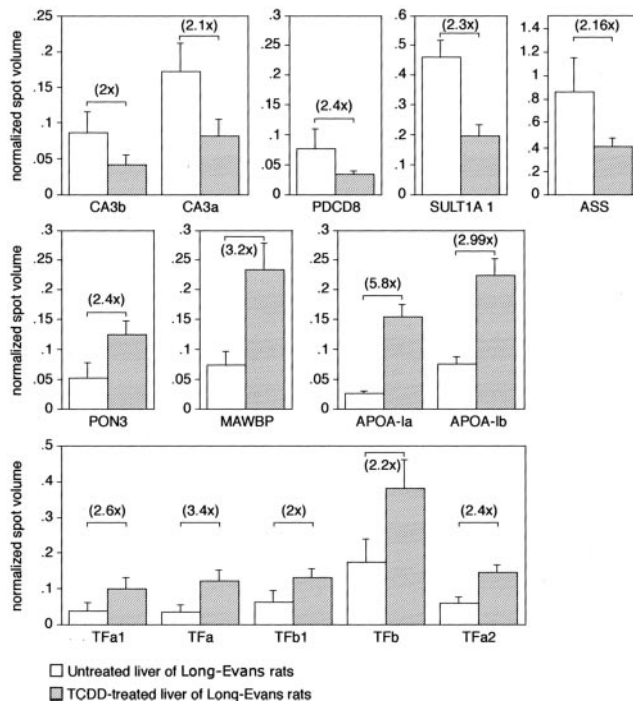 normalized spot volume
.25
.2
.15
.1
.05
0
(2x)
(2.1x)
CA3b
CA3a
.3
.25
.2
.15
.1
.05
0
(2.4x)
PDCD8
.6
.5
.4
.3
.2
.1
0
(2.3x)
SULT1A 1
1.4
1.2
1
.8
.6
.4
.2
0
(2.16x)
ASS
normalized spot volume
.3
.25
.2
.15
.1
.05
0
(2.4x)
PON3
.3
.25
.2
.15
.1
.05
0
(3.2x)
MAWBP
.3
.25
.2
.15
.1
.05
0
(5.8x)
(2.99x)
APOA-Ia
APOA-Ib
normalized spot volume
.5
.4
.3
.2
.1
0
(2.6x)
(3.4x)
(2x)
(2.2x)
(2.4x)
TFa1
TFa
TFb1
TFb
TFa2
Untreated liver of Long-Evans rats
TCDD-treated liver of Long-Evans rats